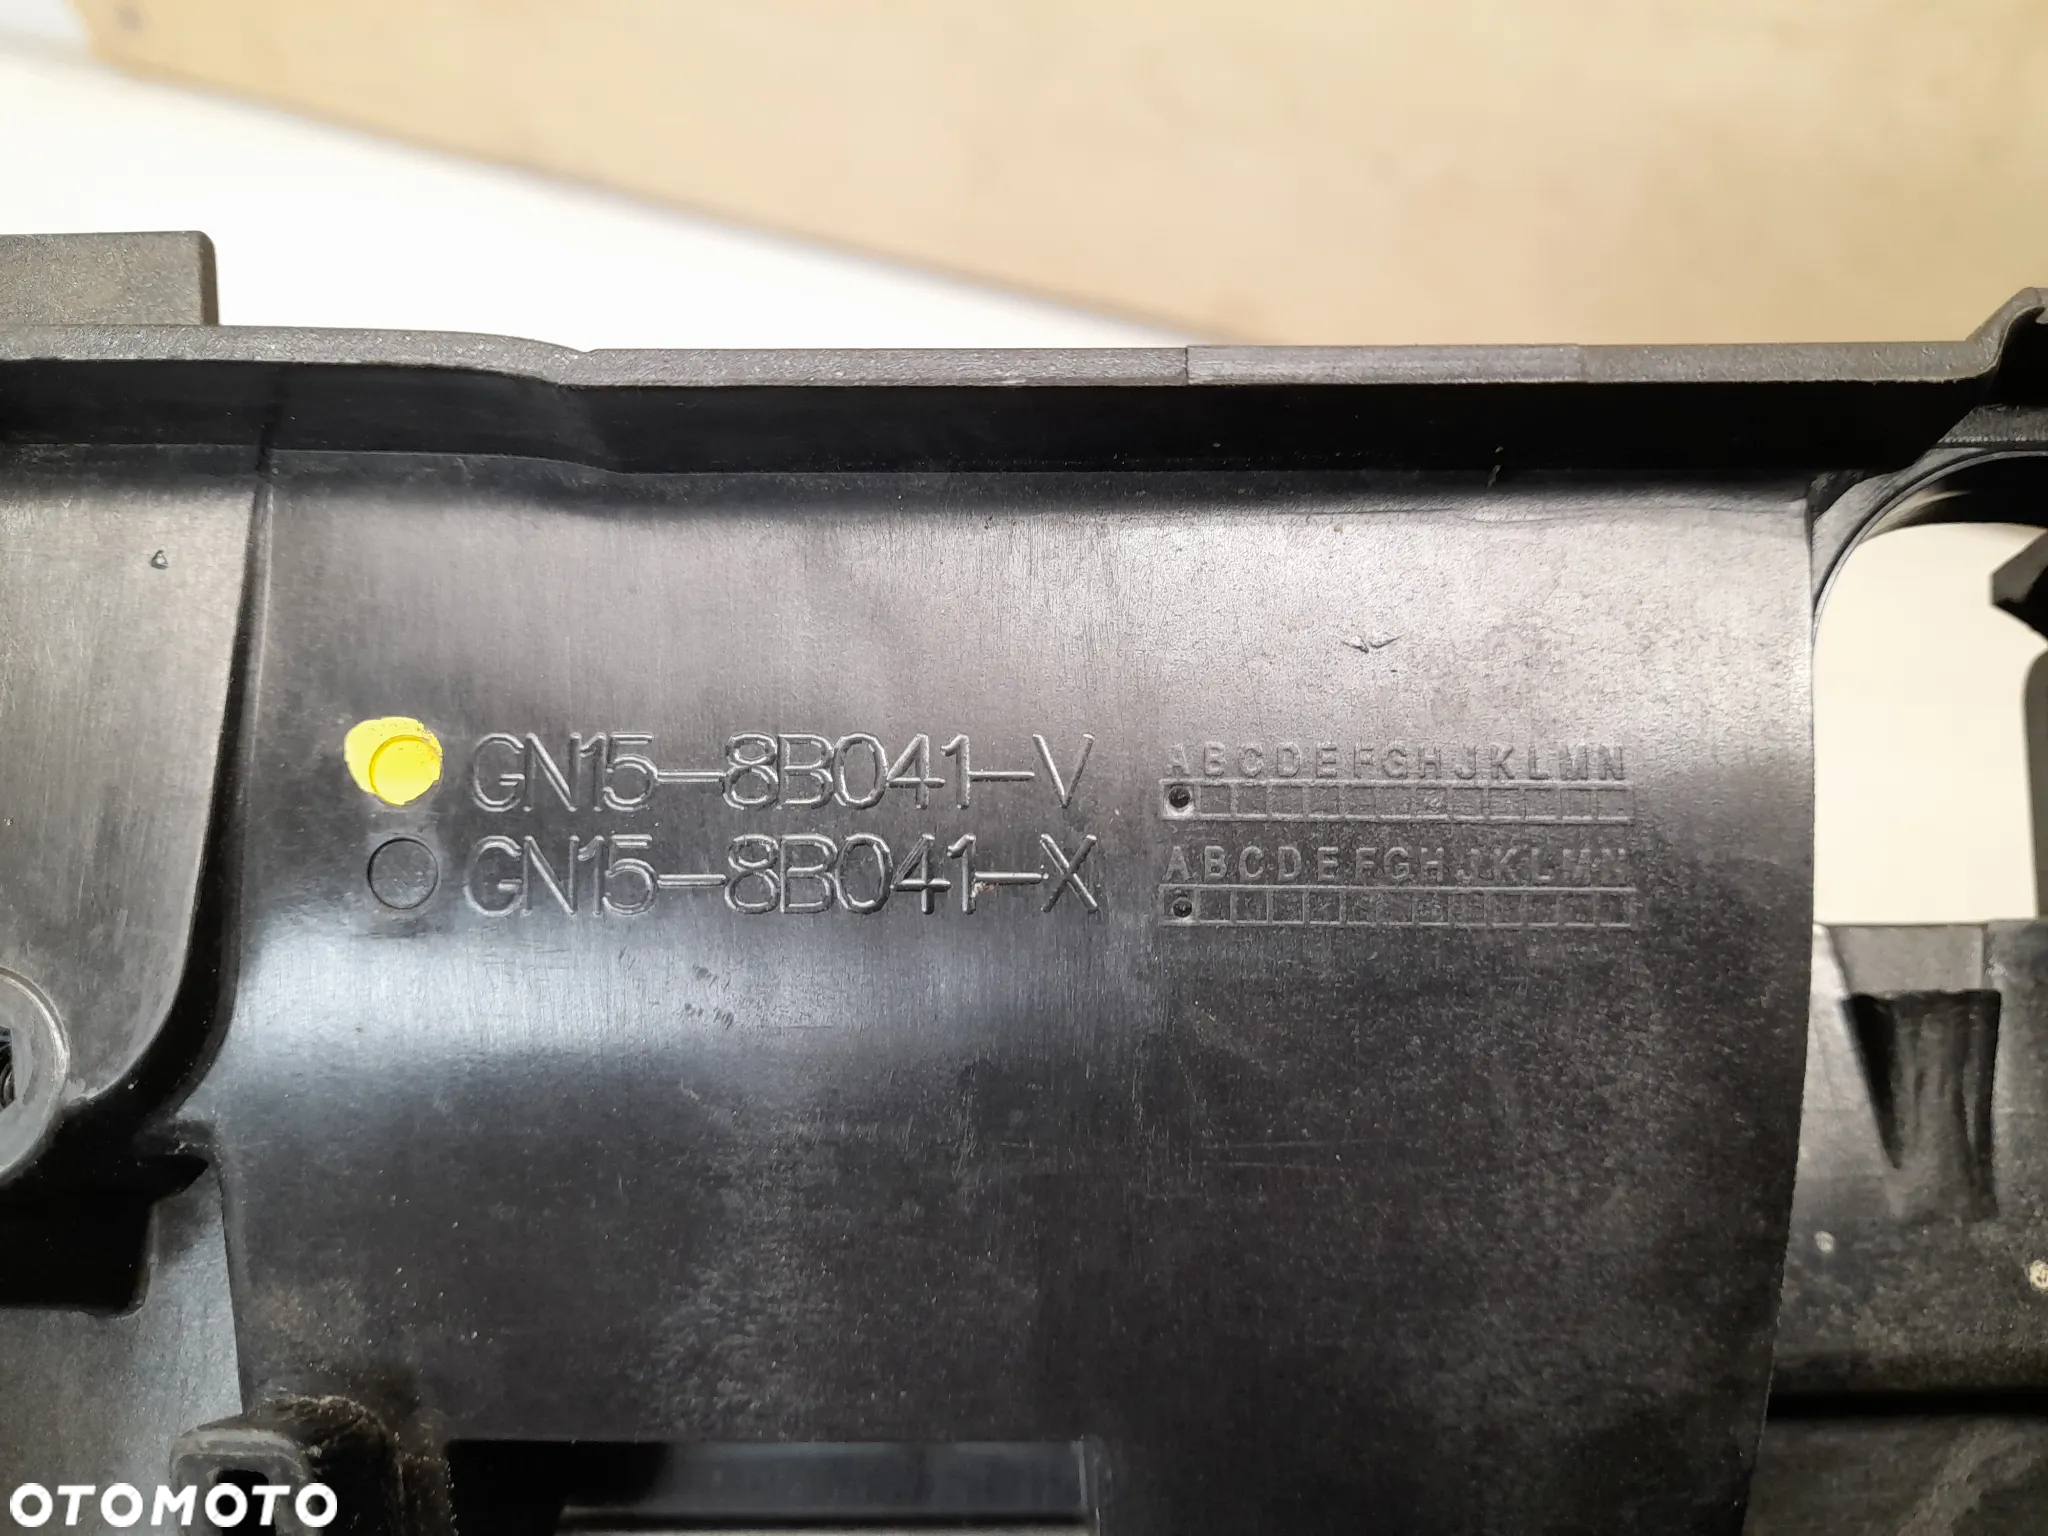 GN15-8B041-V
ABCDEFGHJKLMN
GN15-8B041-X
ABCDEFGHJKLMN
OTOMOTO